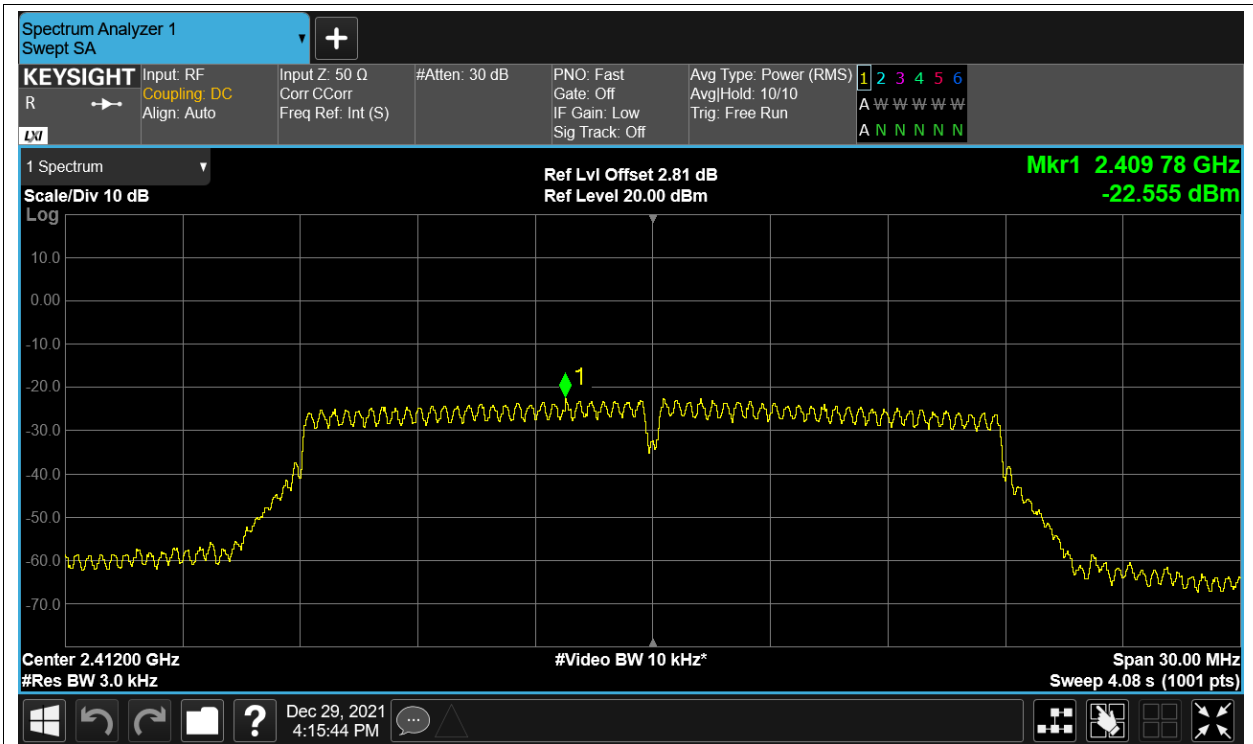 Spectrum Analyzer 1
Swept SA
KEYSIGHT
R
LXI
Input: RF
Coupling: DC
Align: Auto
Input Z: 50 Ω
Corr CCorr
Freq Ref: Int (S)
#Atten: 30 dB
PNO: Fast
Gate: Off
IF Gain: Low
Sig Track: Off
Avg Type: Power (RMS)
Avg|Hold: 10/10
Trig: Free Run
1 2 3 4 5 6
A W W W W W
A N N N N N
1 Spectrum
Scale/Div 10 dB
Log
Ref Lvl Offset 2.81 dB
Ref Level 20.00 dBm
Mkr1 2.409 78 GHz
-22.555 dBm
10.0
0.00
-10.0
-20.0
-30.0
-40.0
-50.0
-60.0
-70.0
1
Center 2.41200 GHz
#Res BW 3.0 kHz
#Video BW 10 kHz*
Span 30.00 MHz
Sweep 4.08 s (1001 pts)
?
Dec 29, 2021
4:15:44 PM